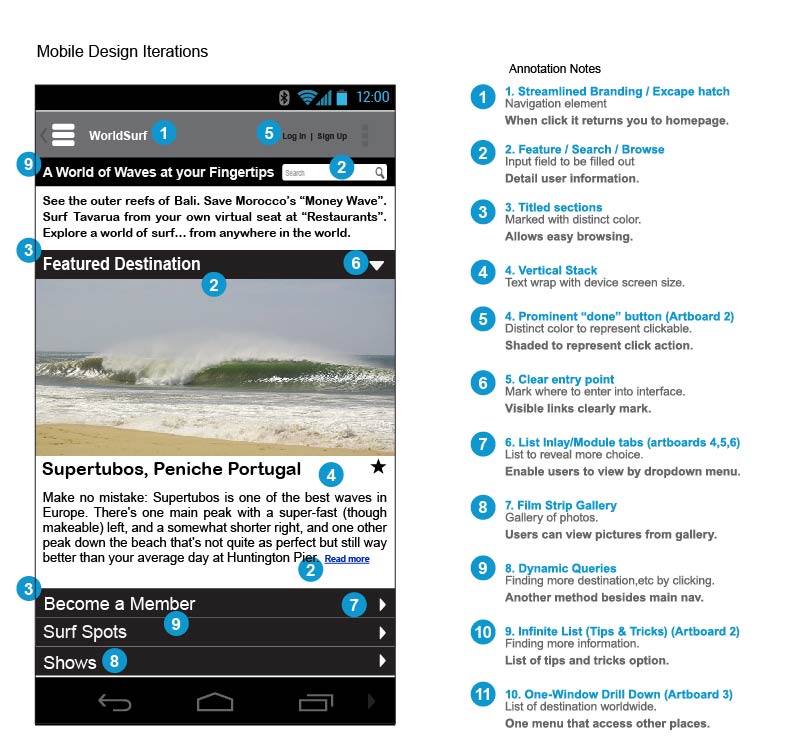 Mobile Design Iterations
12:00
WorldSurf 1
5 Log In | Sign Up
9 A World of Waves at your Fingertips Search 2
See the outer reefs of Bali. Save Morocco's “Money Wave”.
Surf Tavarua from your own virtual seat at “Restaurants”.
Explore a world of surf... from anywhere in the world.
3
Featured Destination 6
2
Supertubos, Peniche Portugal 4
Make no mistake: Supertubos is one of the best waves in
Europe. There's one main peak with a super-fast (though
makeable) left, and a somewhat shorter right, and one other
peak down the beach that's not quite as perfect but still way
better than your average day at Huntington Pier. Read more
2
3
Become a Member 7
9
Surf Spots
Shows 8
Annotation Notes
1 1. Streamlined Branding / Excape hatch
Navigation element
When click it returns you to homepage.
2 2. Feature / Search / Browse
Input field to be filled out
Detail user information.
3 3. Titled sections
Marked with distinct color.
Allows easy browsing.
4 4. Vertical Stack
Text wrap with device screen size.
5 4. Prominent “done” button (Artboard 2)
Distinct color to represent clickable.
Shaded to represent click action.
6 5. Clear entry point
Mark where to enter into interface.
Visible links clearly mark.
7 6. List Inlay/Module tabs (artboards 4,5,6)
List to reveal more choice.
Enable users to view by dropdown menu.
8 7. Film Strip Gallery
Gallery of photos.
Users can view pictures from gallery.
9 8. Dynamic Queries
Finding more destination,etc by clicking.
Another method besides main nav.
10 9. Infinite List (Tips & Tricks) (Artboard 2)
Finding more information.
List of tips and tricks option.
11 10. One-Window Drill Down (Artboard 3)
List of destination worldwide.
One menu that access other places.